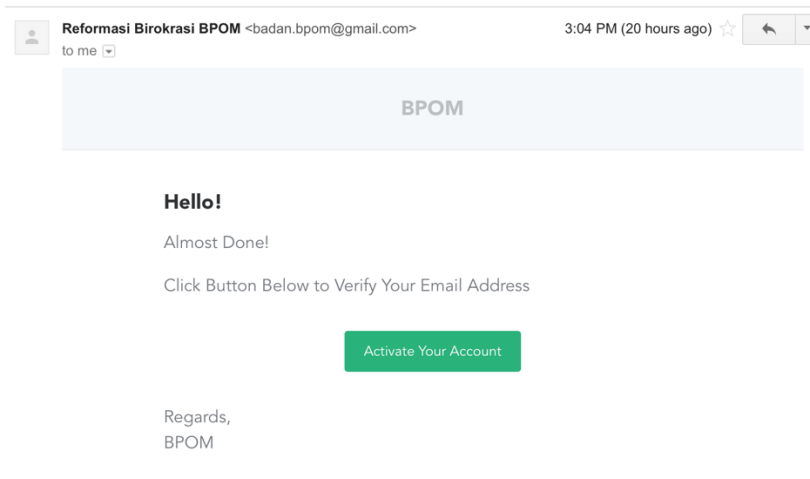 Reformasi Birokrasi BPOM <badan.bpom@gmail.com> 3:04 PM (20 hours ago)
to me
BPOM
Hello!
Almost Done!
Click Button Below to Verify Your Email Address
Activate Your Account
Regards,
BPOM